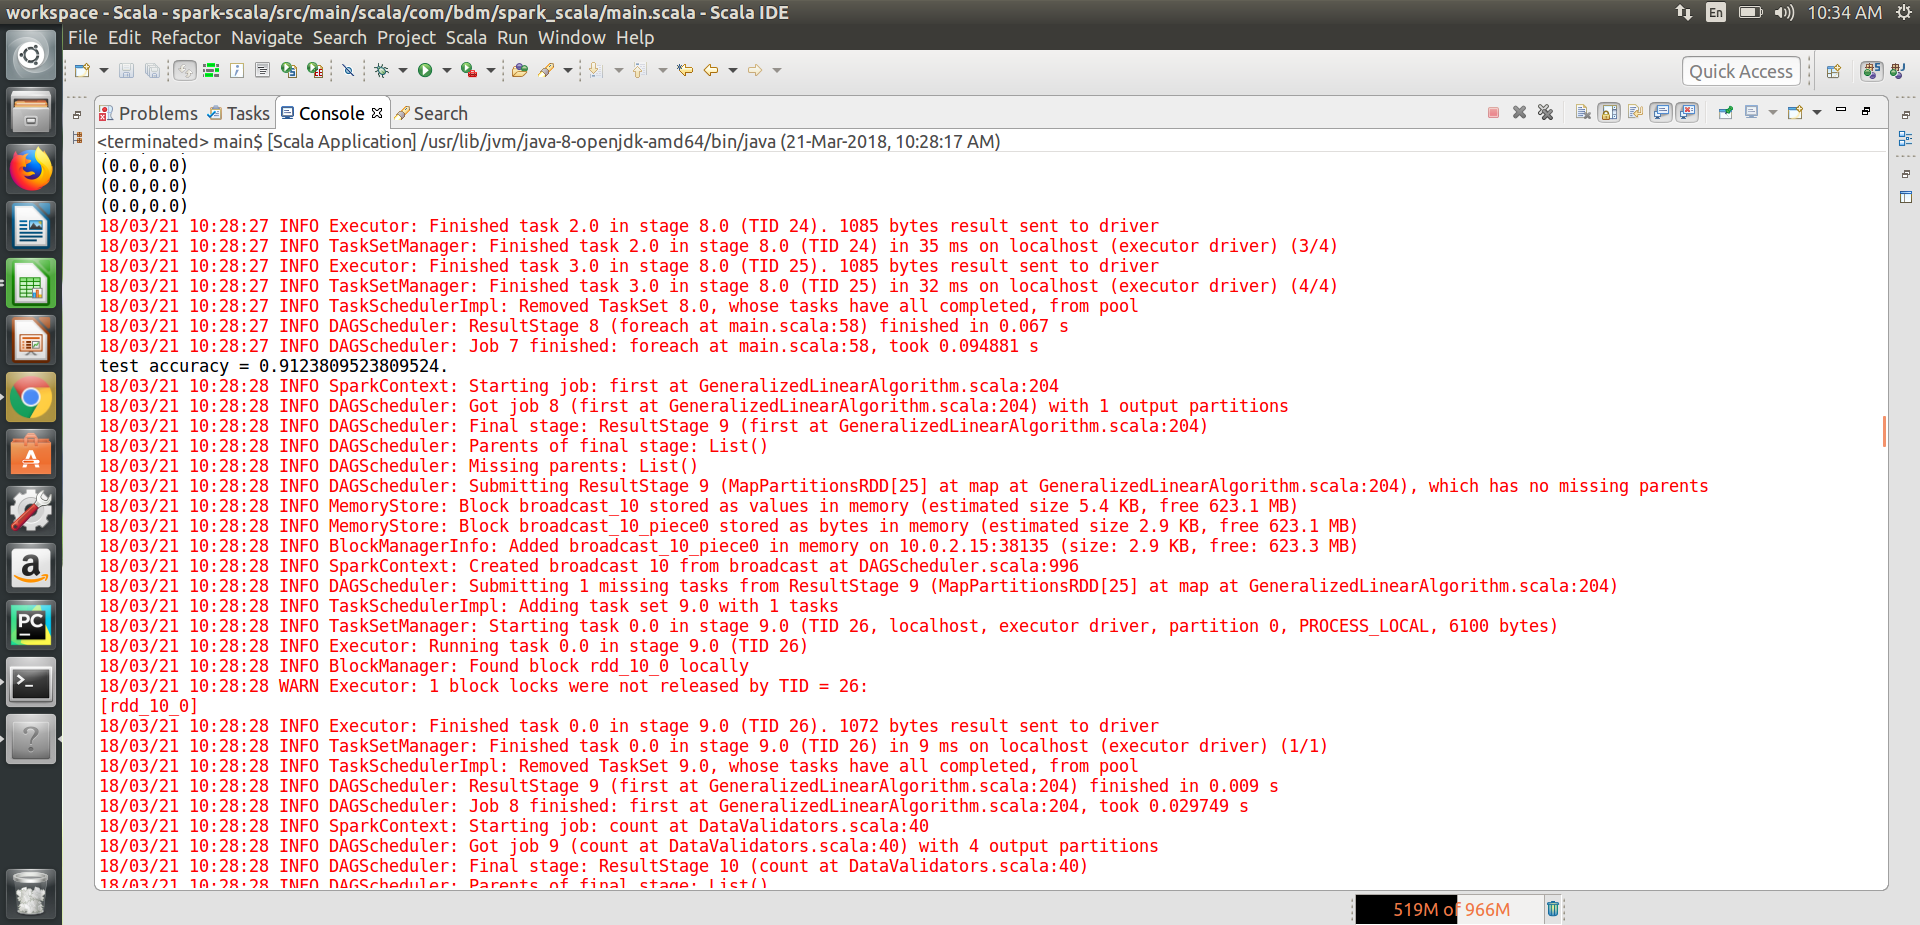 workspace - Scala - spark-scala/src/main/scala/com/bdm/spark_scala/main.scala - Scala IDE
En
10:34 AM
File Edit Refactor Navigate Search Project Scala Run Window Help
Quick Access
Problems Tasks Console Search
<terminated> main$ [Scala Application] /usr/lib/jvm/java-8-openjdk-amd64/bin/java (21-Mar-2018, 10:28:17 AM)
(0.0,0.0)
(0.0,0.0)
(0.0,0.0)
18/03/21 10:28:27 INFO Executor: Finished task 2.0 in stage 8.0 (TID 24). 1085 bytes result sent to driver
18/03/21 10:28:27 INFO TaskSetManager: Finished task 2.0 in stage 8.0 (TID 24) in 35 ms on localhost (executor driver) (3/4)
18/03/21 10:28:27 INFO Executor: Finished task 3.0 in stage 8.0 (TID 25). 1085 bytes result sent to driver
18/03/21 10:28:27 INFO TaskSetManager: Finished task 3.0 in stage 8.0 (TID 25) in 32 ms on localhost (executor driver) (4/4)
18/03/21 10:28:27 INFO TaskSchedulerImpl: Removed TaskSet 8.0, whose tasks have all completed, from pool
18/03/21 10:28:27 INFO DAGScheduler: ResultStage 8 (foreach at main.scala:58) finished in 0.067 s
18/03/21 10:28:27 INFO DAGScheduler: Job 7 finished: foreach at main.scala:58, took 0.094881 s
test accuracy = 0.9123809523809524.
18/03/21 10:28:28 INFO SparkContext: Starting job: first at GeneralizedLinearAlgorithm.scala:204
18/03/21 10:28:28 INFO DAGScheduler: Got job 8 (first at GeneralizedLinearAlgorithm.scala:204) with 1 output partitions
18/03/21 10:28:28 INFO DAGScheduler: Final stage: ResultStage 9 (first at GeneralizedLinearAlgorithm.scala:204)
18/03/21 10:28:28 INFO DAGScheduler: Parents of final stage: List()
18/03/21 10:28:28 INFO DAGScheduler: Missing parents: List()
18/03/21 10:28:28 INFO DAGScheduler: Submitting ResultStage 9 (MapPartitionsRDD[25] at map at GeneralizedLinearAlgorithm.scala:204), which has no missing parents
18/03/21 10:28:28 INFO MemoryStore: Block broadcast_10 stored as values in memory (estimated size 5.4 KB, free 623.1 MB)
18/03/21 10:28:28 INFO MemoryStore: Block broadcast_10_piece0 stored as bytes in memory (estimated size 2.9 KB, free 623.1 MB)
18/03/21 10:28:28 INFO BlockManagerInfo: Added broadcast_10_piece0 in memory on 10.0.2.15:38135 (size: 2.9 KB, free: 623.3 MB)
18/03/21 10:28:28 INFO SparkContext: Created broadcast 10 from broadcast at DAGScheduler.scala:996
18/03/21 10:28:28 INFO DAGScheduler: Submitting 1 missing tasks from ResultStage 9 (MapPartitionsRDD[25] at map at GeneralizedLinearAlgorithm.scala:204)
18/03/21 10:28:28 INFO TaskSchedulerImpl: Adding task set 9.0 with 1 tasks
18/03/21 10:28:28 INFO TaskSetManager: Starting task 0.0 in stage 9.0 (TID 26, localhost, executor driver, partition 0, PROCESS_LOCAL, 6100 bytes)
18/03/21 10:28:28 INFO Executor: Running task 0.0 in stage 9.0 (TID 26)
18/03/21 10:28:28 INFO BlockManager: Found block rdd_10_0 locally
18/03/21 10:28:28 WARN Executor: 1 block locks were not released by TID = 26:
[rdd_10_0]
18/03/21 10:28:28 INFO Executor: Finished task 0.0 in stage 9.0 (TID 26). 1072 bytes result sent to driver
18/03/21 10:28:28 INFO TaskSetManager: Finished task 0.0 in stage 9.0 (TID 26) in 9 ms on localhost (executor driver) (1/1)
18/03/21 10:28:28 INFO TaskSchedulerImpl: Removed TaskSet 9.0, whose tasks have all completed, from pool
18/03/21 10:28:28 INFO DAGScheduler: ResultStage 9 (first at GeneralizedLinearAlgorithm.scala:204) finished in 0.009 s
18/03/21 10:28:28 INFO DAGScheduler: Job 8 finished: first at GeneralizedLinearAlgorithm.scala:204, took 0.029749 s
18/03/21 10:28:28 INFO SparkContext: Starting job: count at DataValidators.scala:40
18/03/21 10:28:28 INFO DAGScheduler: Got job 9 (count at DataValidators.scala:40) with 4 output partitions
18/03/21 10:28:28 INFO DAGScheduler: Final stage: ResultStage 10 (count at DataValidators.scala:40)
18/03/21 10:28:28 INFO DAGScheduler: Parents of final stage: List()
PC
519M of 966M